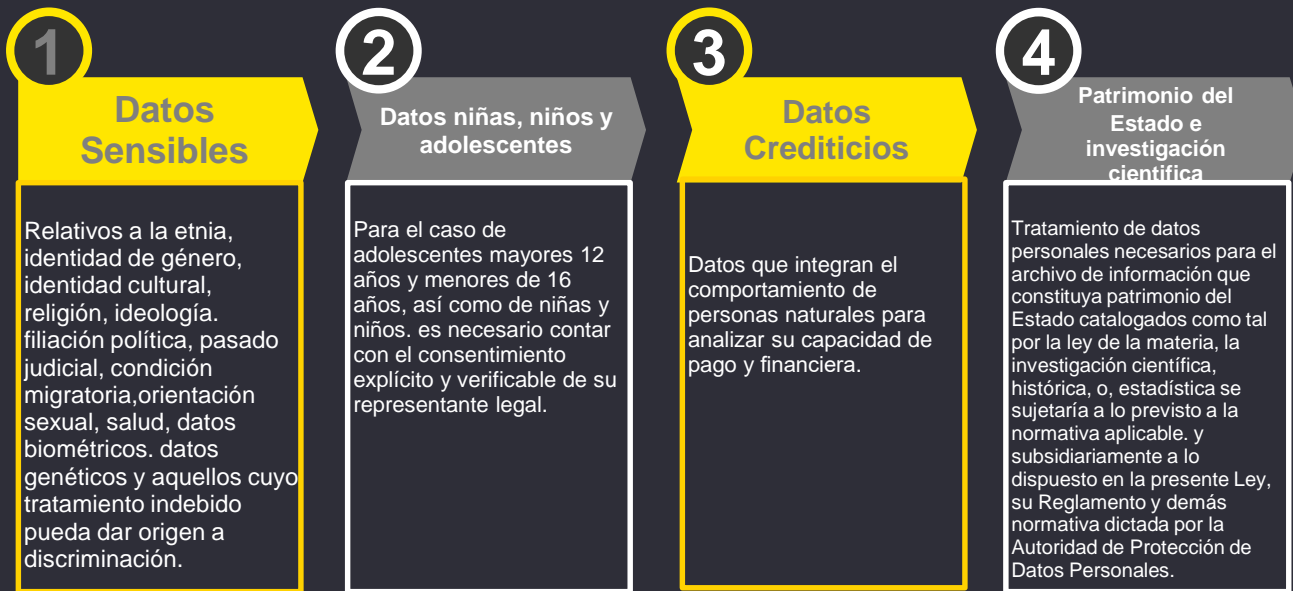 1
Datos
Sensibles
Relativos a la etnia,
identidad de género,
identidad cultural,
religión, ideología.
filiación política, pasado
judicial, condición
migratoria,orientación
sexual, salud, datos
biométricos. datos
genéticos y aquellos cuyo
tratamiento indebido
pueda dar origen a
discriminación.
2
Datos niñas, niños y
adolescentes
Para el caso de
adolescentes mayores 12
años y menores de 16
años, así como de niñas y
niños. es necesario contar
con el consentimiento
explícito y verificable de su
representante legal.
3
Datos
Crediticios
Datos que integran el
comportamiento de
personas naturales para
analizar su capacidad de
pago y financiera.
4
Patrimonio del
Estado e
investigación
cientifica
Tratamiento de datos
personales necesarios para el
archivo de información que
constituya patrimonio del
Estado catalogados como tal
por la ley de la materia, la
investigación científica,
histórica, o, estadística se
sujetaría a lo previsto a la
normativa aplicable. y
subsidiariamente a lo
dispuesto en la presente Ley,
su Reglamento y demás
normativa dictada por la
Autoridad de Protección de
Datos Personales.